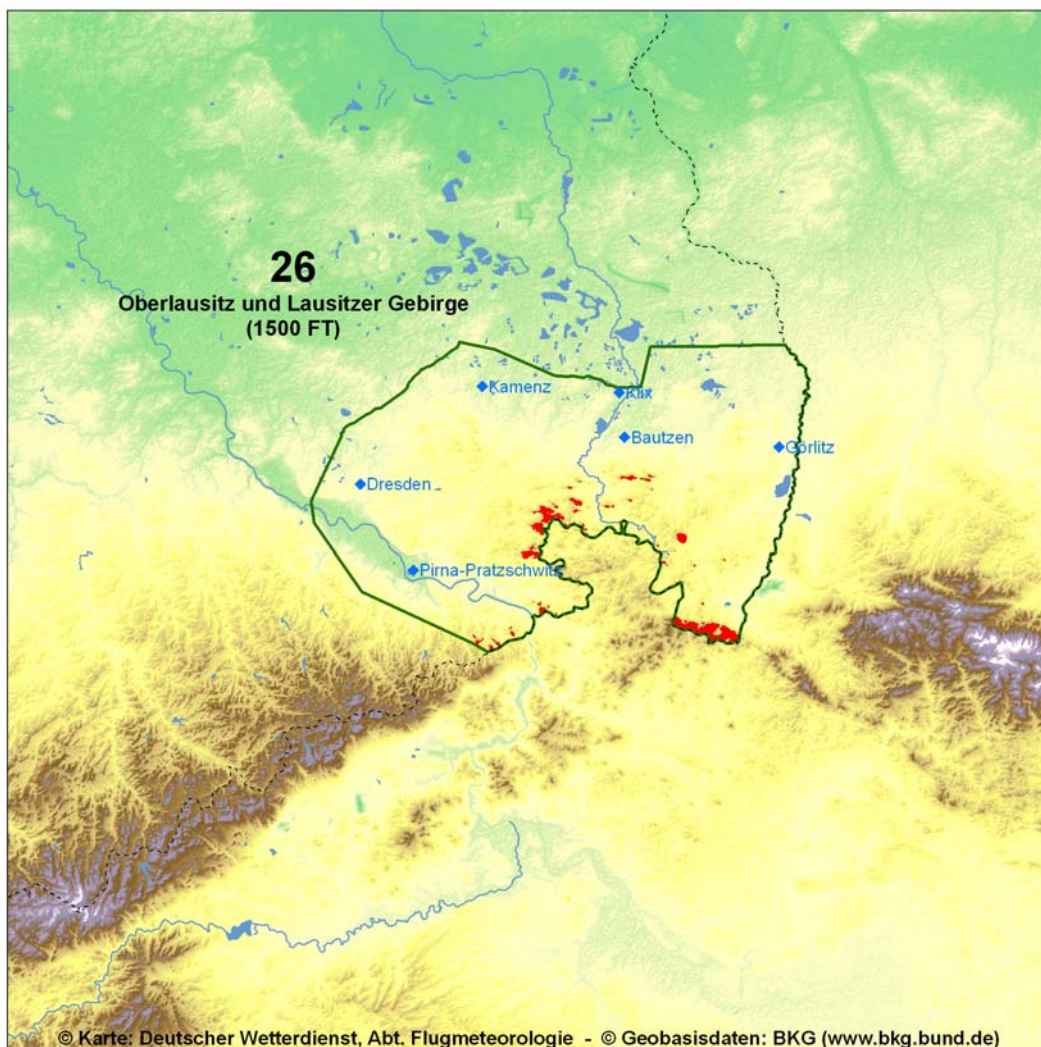 26
Oberlausitz und Lausitzer Gebirge
(1500 FT)
Kamenz
Klix
Bautzen
Görlitz
Dresden
Pirna-Pratzschwitz
© Karte: Deutscher Wetterdienst, Abt. Flugmeteorologie - © Geobasisdaten: BKG (www.bkg.bund.de)